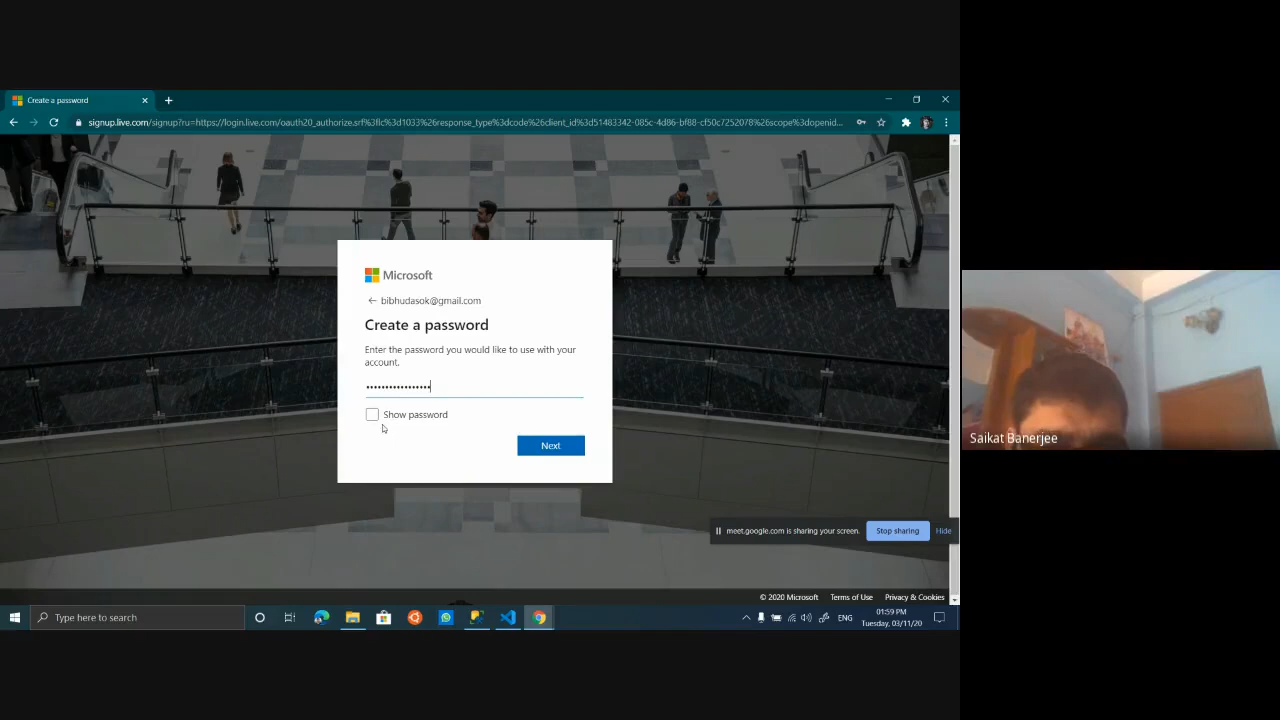 Create a password
signup.live.com/signup?ru=https://login.live.com/oauth20_authorize.srf%3flc%3d1033%26response_type%3dcode%26client_id%3d51483342-085c-4d86-bf88-cf50c7252078%26scope%3dopenid...
Microsoft
bibhudasok@gmail.com
Create a password
Enter the password you would like to use with your
account.
Show password
Next
meet.google.com is sharing your screen.
Stop sharing
Hide
© 2020 Microsoft
Terms of Use
Privacy & Cookies
Type here to search
ENG
01:59 PM
Tuesday, 03/11/20
Saikat Banerjee